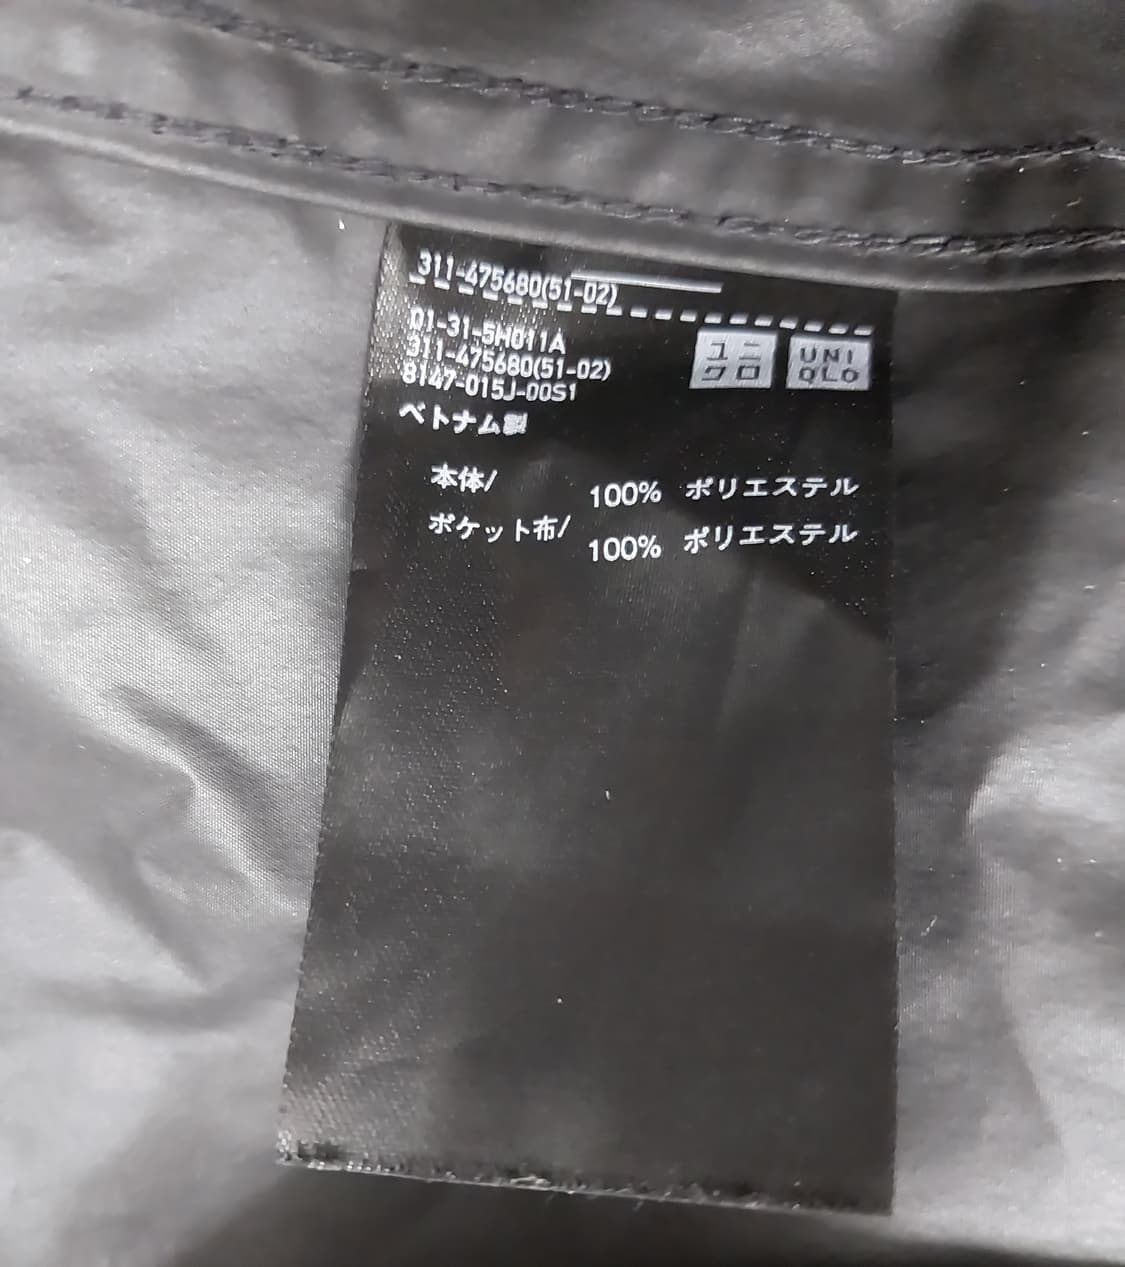 311-475680(51-02)
01-31-5H011A
311-475680(51-02)
8147-015J-00S1
ベトナム製
ユニ
クロ
UNI
QLO
本体/
100% ポリエステル
ポケット布/
100% ポリエステル